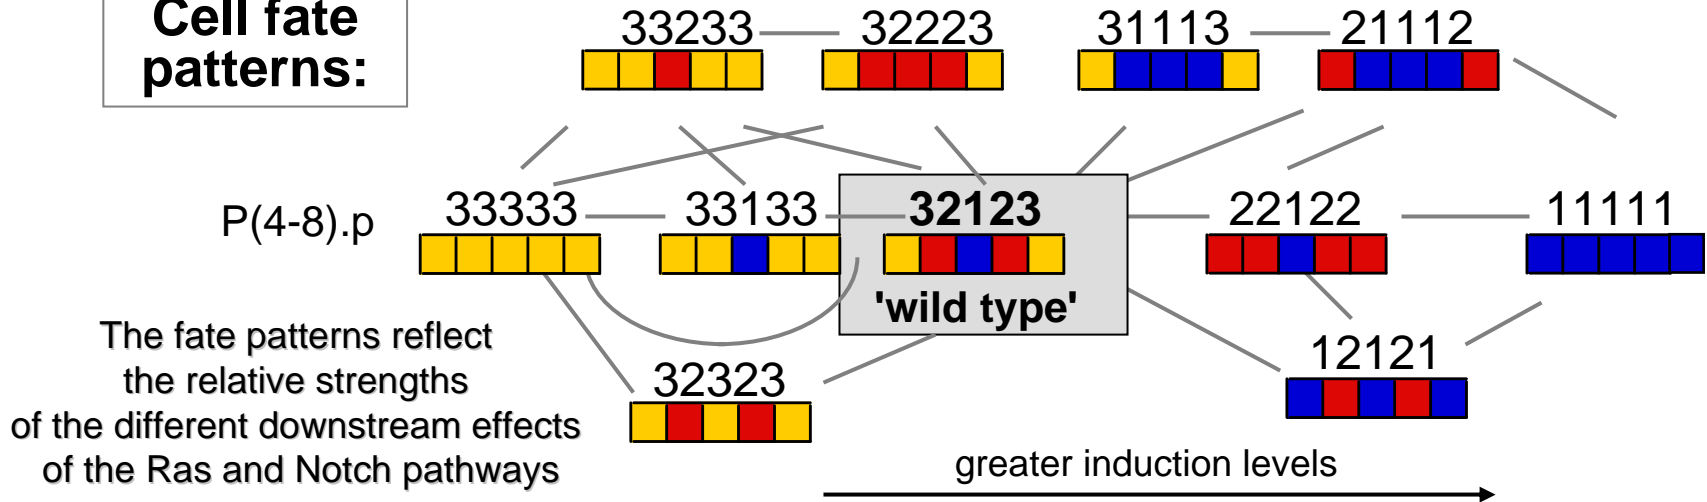 Cell fate
patterns:
33233 32223 31113 21112
P(4-8).p 33333 33133 32123 22122 11111
'wild type'
The fate patterns reflect
the relative strengths
of the different downstream effects
of the Ras and Notch pathways
32323
12121
greater induction levels